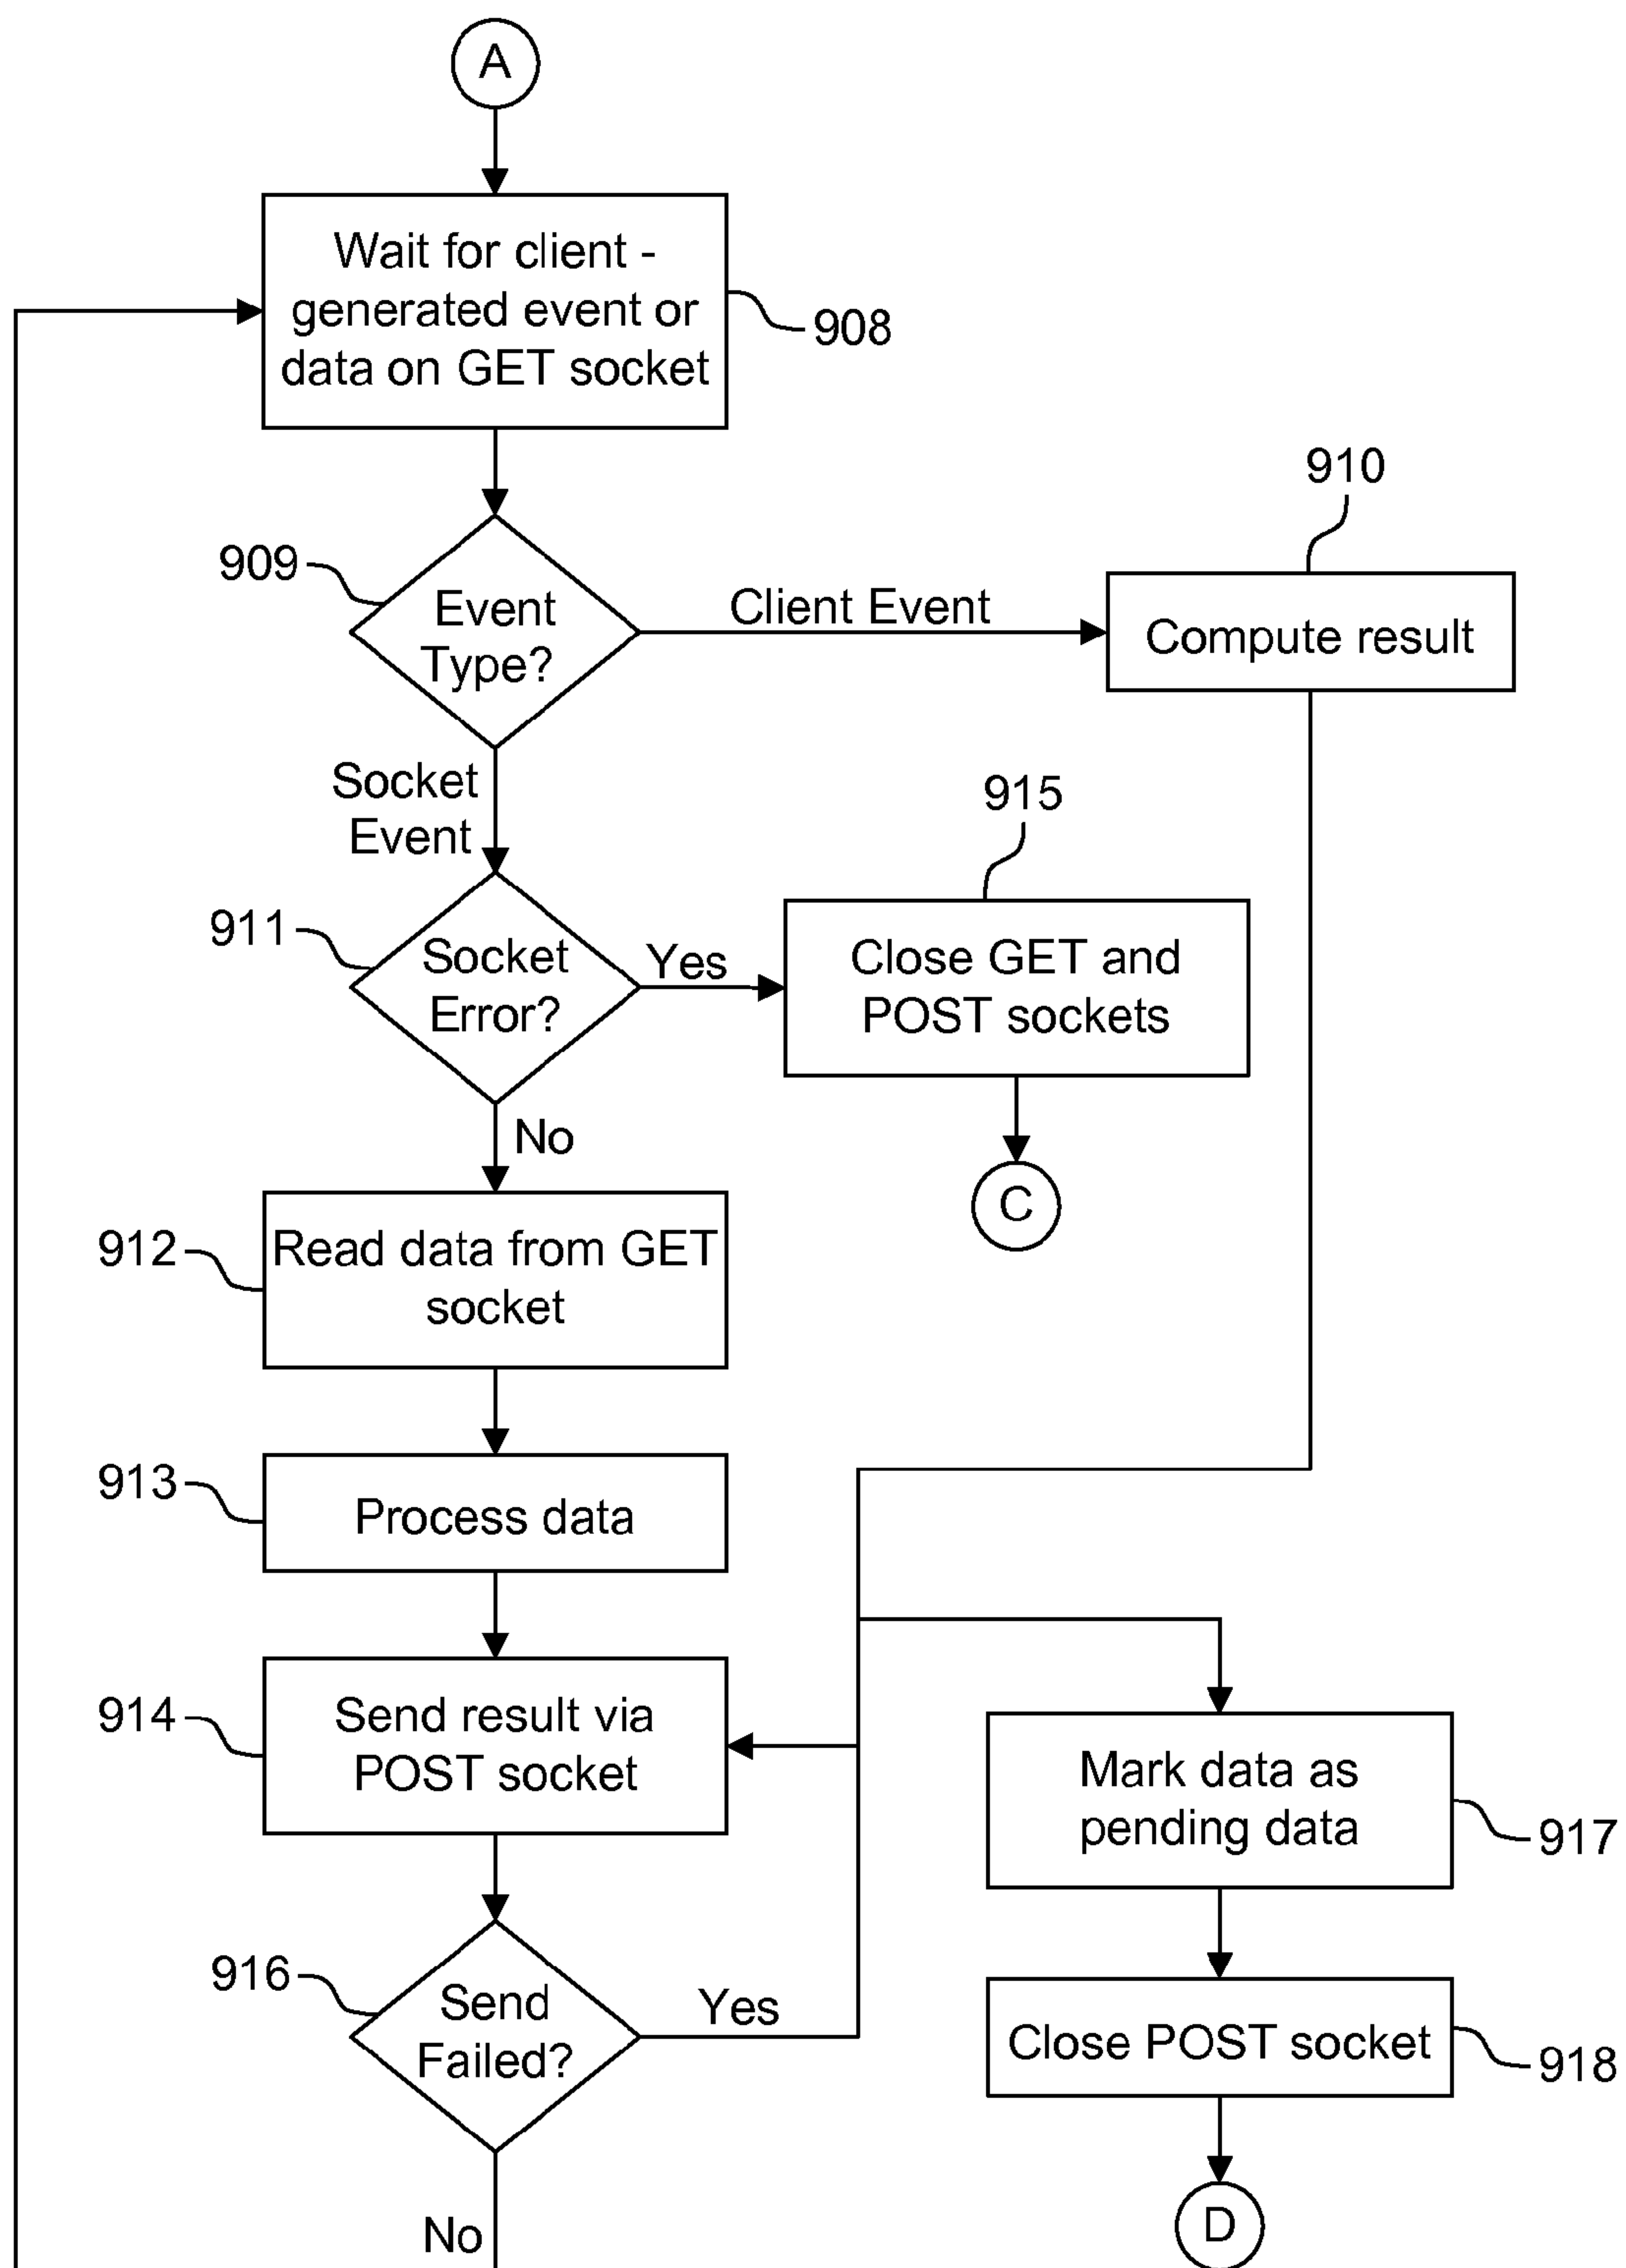 A
Wait for client -
generated event or
data on GET socket
908
910
909
Event
Type?
Client Event
Compute result
Socket
Event
915
911
Socket
Error?
Yes
Close GET and
POST sockets
No
C
912
Read data from GET
socket
913
Process data
914
Send result via
POST socket
Mark data as
pending data
917
916
Send
Failed?
Yes
Close POST socket
918
No
D